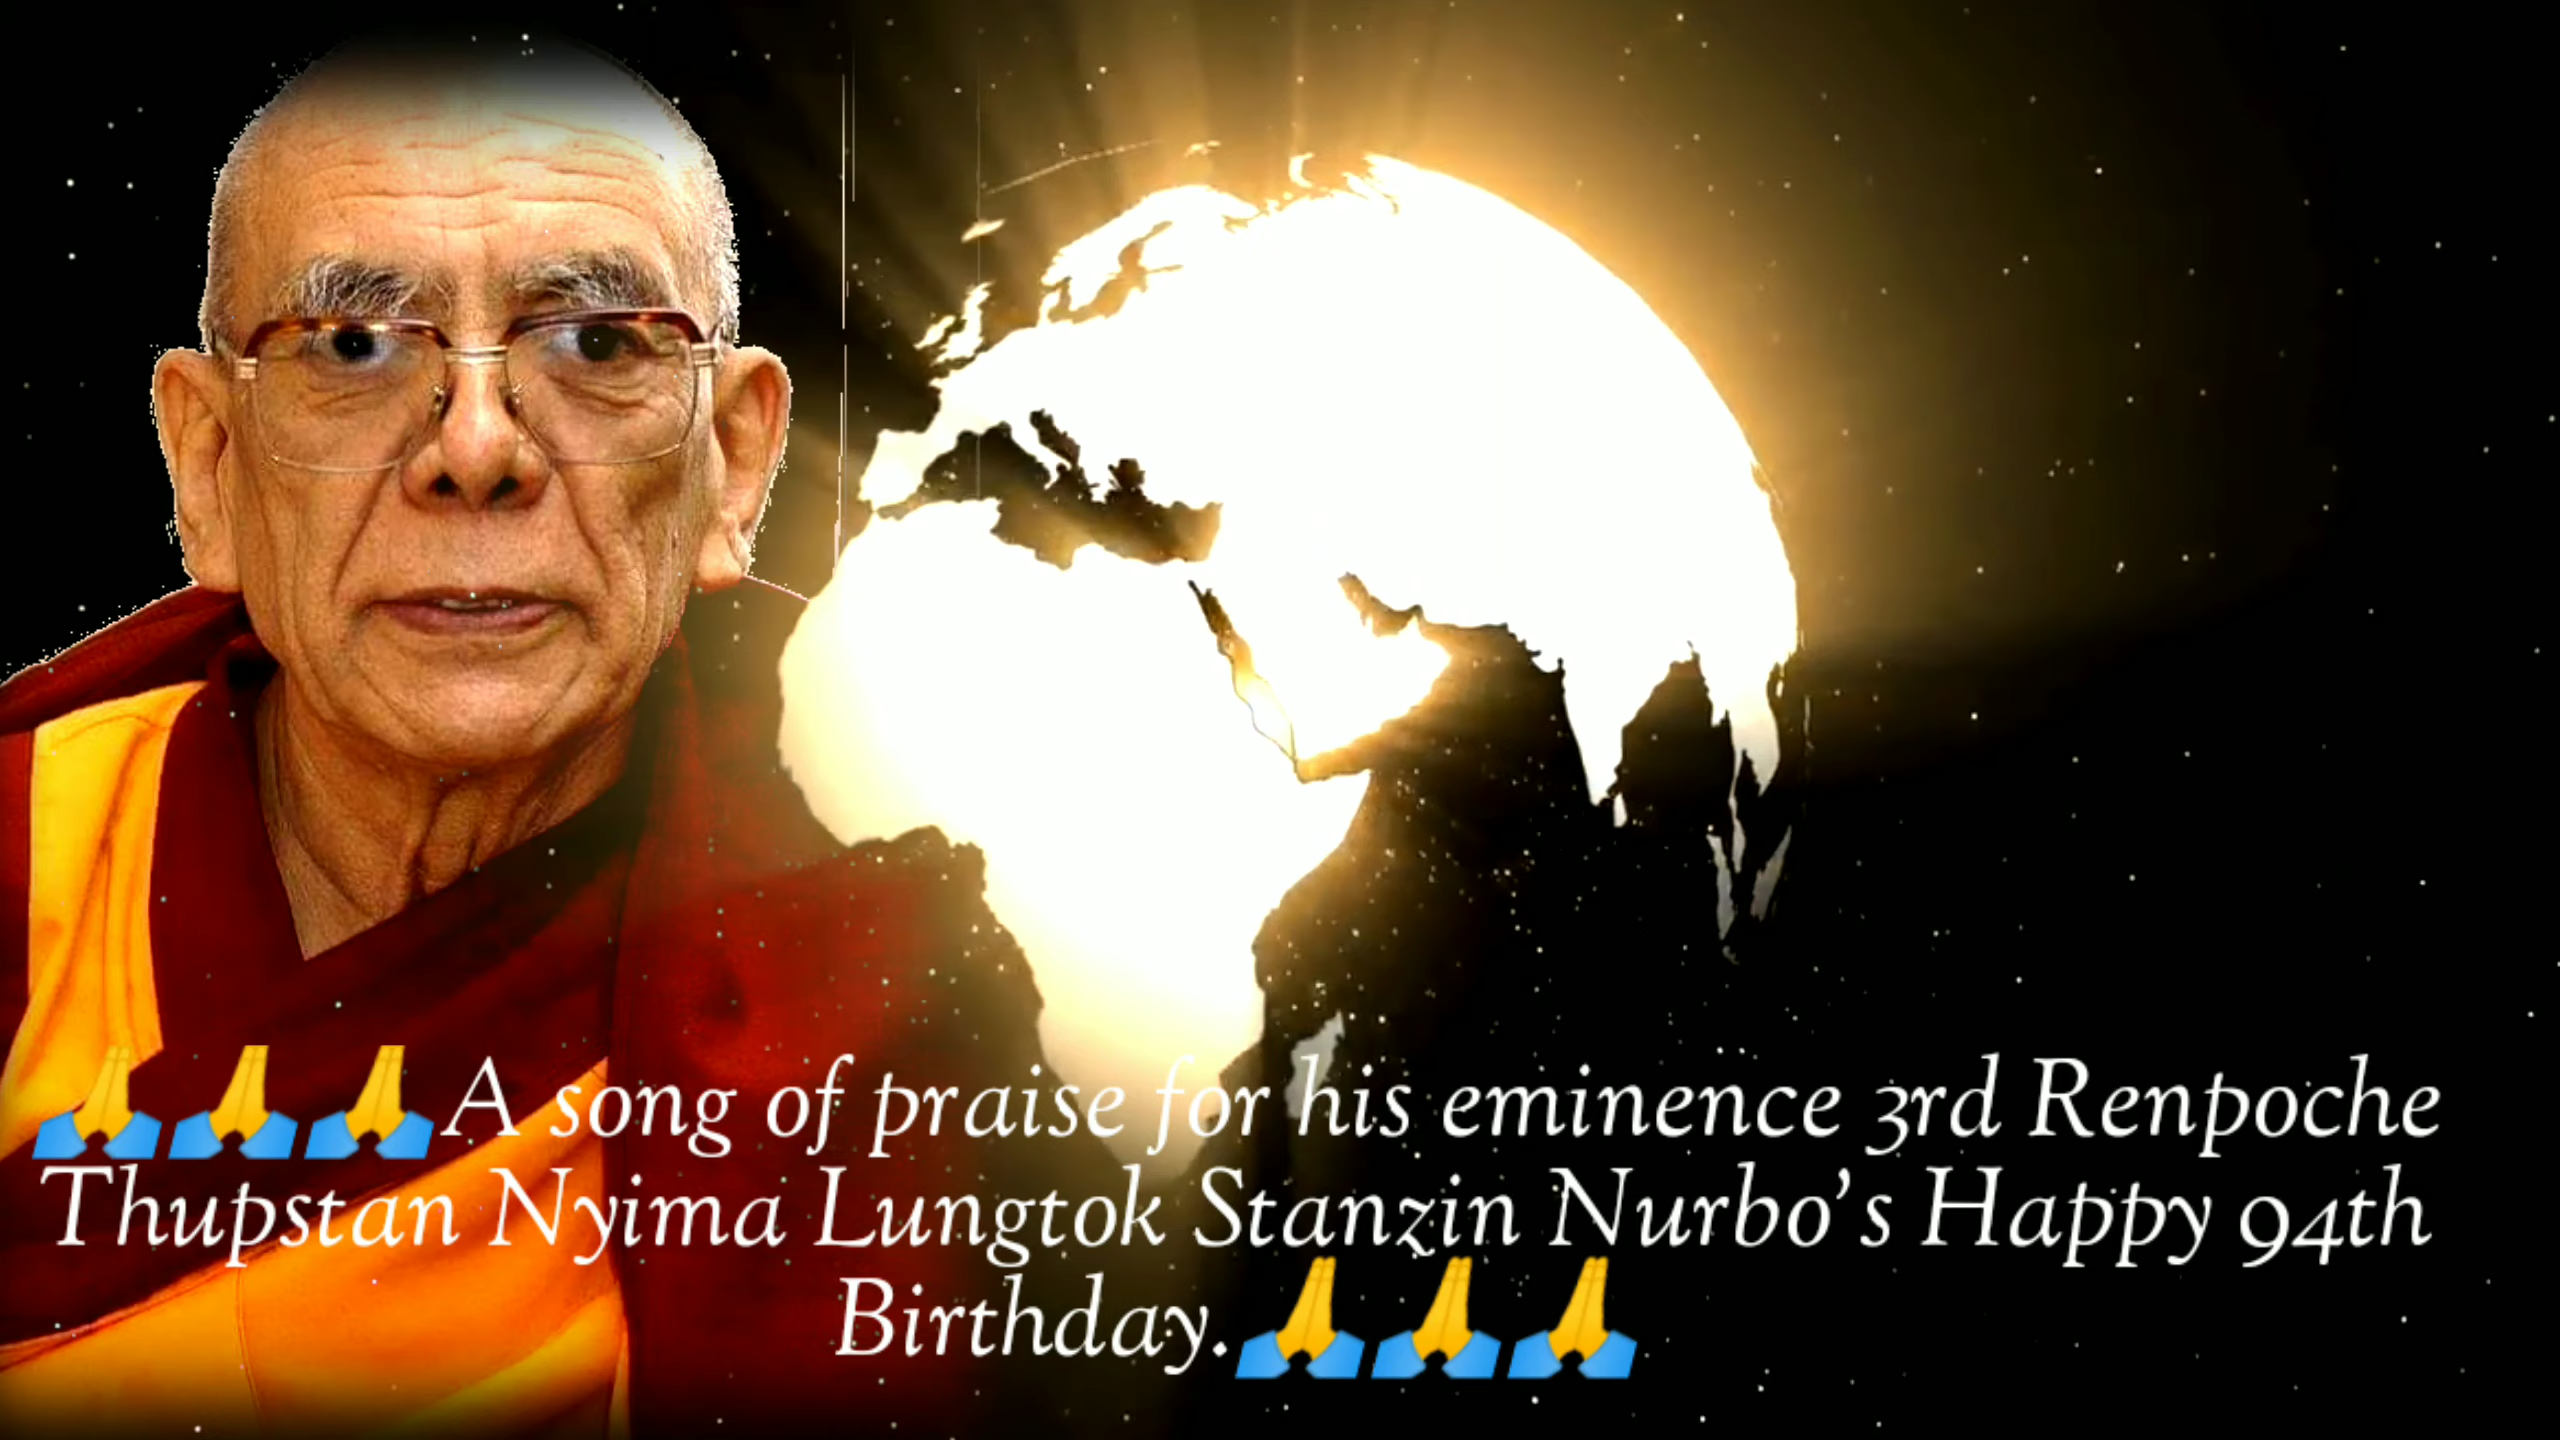 🙏🙏🙏A song of praise for his eminence 3rd Renpoche
Thupstan Nyima Lungtok Stanzin Nurbo's Happy 94th
Birthday.🙏🙏🙏